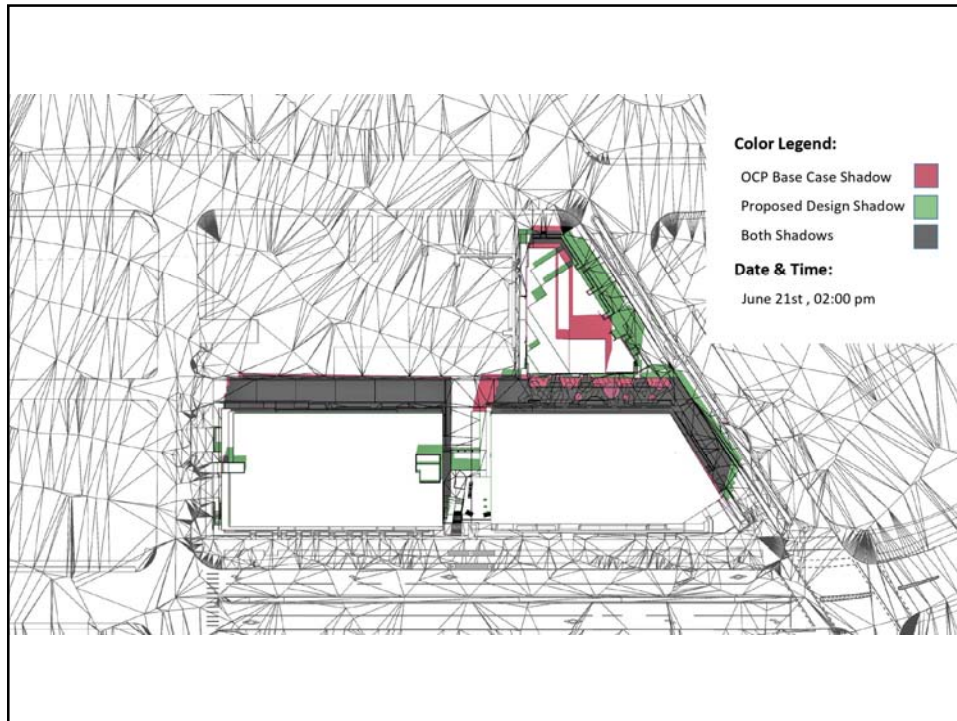 Color Legend:
OCP Base Case Shadow
Proposed Design Shadow
Both Shadows
Date & Time:
June 21st , 02:00 pm